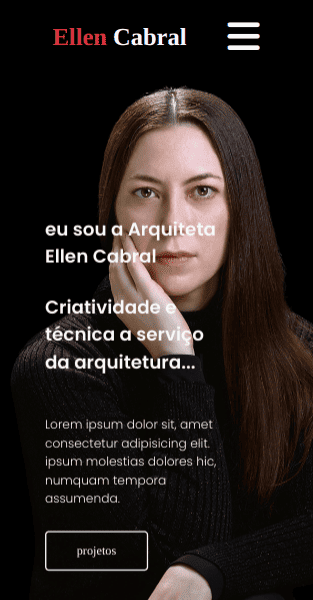 Ellen Cabral
eu sou a Arquiteta
Ellen Cabral
Criatividade e
técnica a serviço
da arquitetura...
Lorem ipsum dolor sit, amet
consectetur adipisicing elit.
ipsum molestias dolores hic,
numquam tempora
assumenda.
projetos